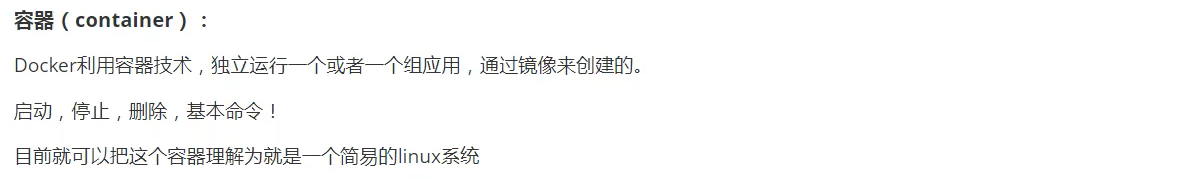 容器（container）：
Docker利用容器技术，独立运行一个或者一个组应用，通过镜像来创建的。
启动，停止，删除，基本命令！
目前就可以把这个容器理解为就是一个简易的linux系统